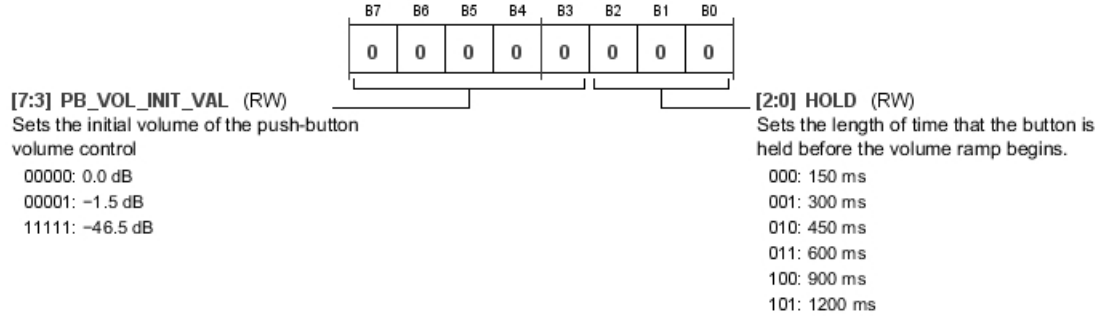 B7 B6 B5 B4 B3 B2 B1 B0
0 0 0 0 0 0 0 0
[7:3] PB_VOL_INIT_VAL (RW)
Sets the initial volume of the push-button
volume control
00000: 0.0 dB
00001: −1.5 dB
11111: −46.5 dB
[2:0] HOLD (RW)
Sets the length of time that the button is
held before the volume ramp begins.
000: 150 ms
001: 300 ms
010: 450 ms
011: 600 ms
100: 900 ms
101: 1200 ms